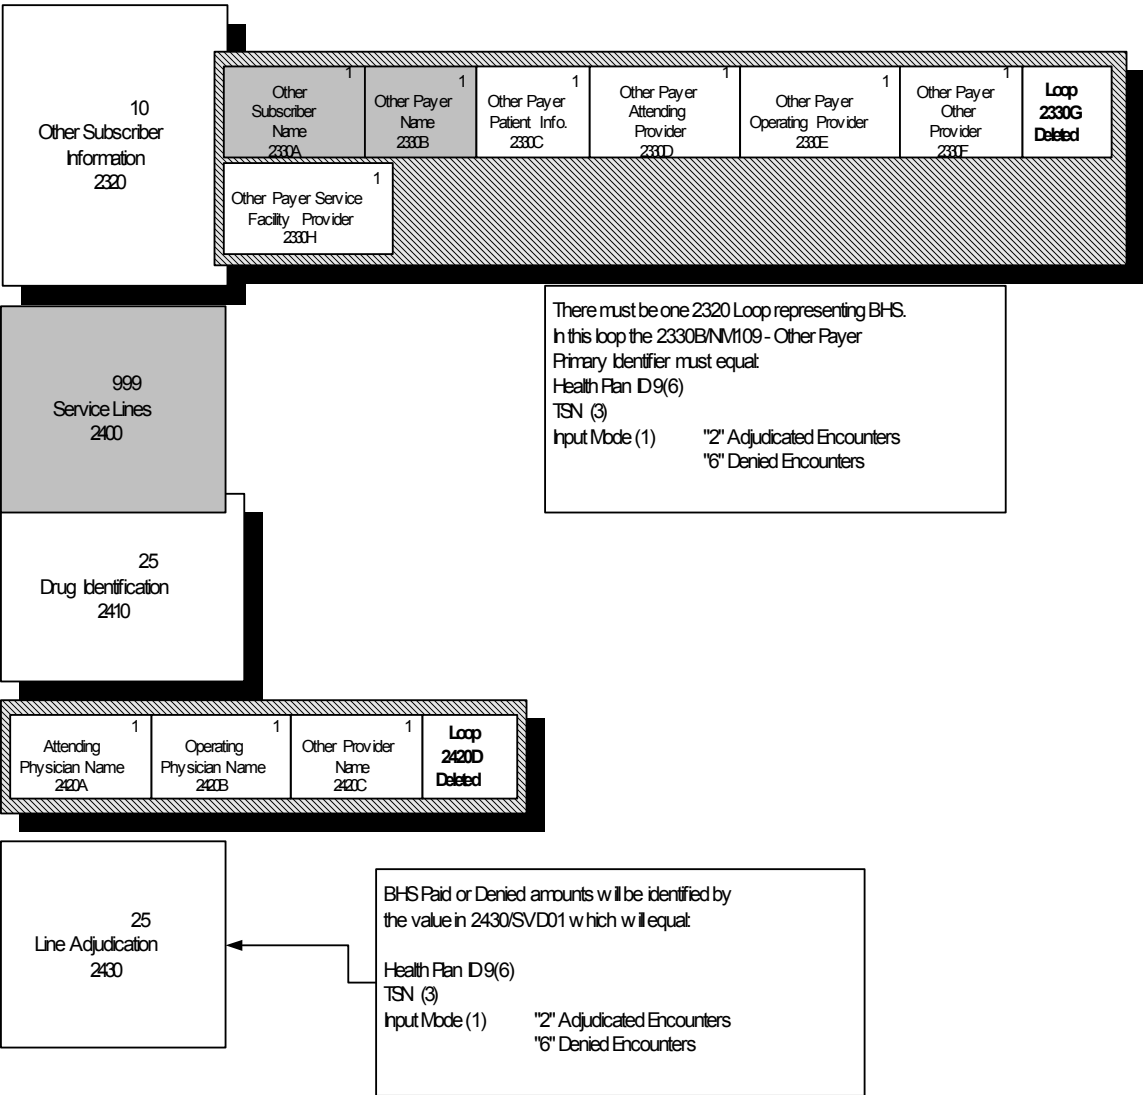 10
Other Subscriber
Information
2320
1
Other
Subscriber
Name
2330A
1
Other Payer
Name
2330B
1
Other Payer
Patient Info.
2330C
1
Other Payer
Attending
Provider
2330D
1
Other Payer
Operating Provider
2330E
1
Other Payer
Other
Provider
2330F
Loop
2330G
Deleted
1
Other Payer Service
Facility Provider
2330H
There must be one 2320 Loop representing BHS.
In this loop the 2330B/NM109 - Other Payer
Primary Identifier must equal:
Health Plan ID 9(6)
TSN (3)
Input Mode (1) "2" Adjudicated Encounters
"6" Denied Encounters
999
Service Lines
2400
25
Drug Identification
2410
1
Attending
Physician Name
2420A
1
Operating
Physician Name
2420B
1
Other Provider
Name
2420C
Loop
2420D
Deleted
25
Line Adjudication
2430
BHS Paid or Denied amounts will be identified by
the value in 2430/SVD01 which will equal:
Health Plan ID 9(6)
TSN (3)
Input Mode (1) "2" Adjudicated Encounters
"6" Denied Encounters